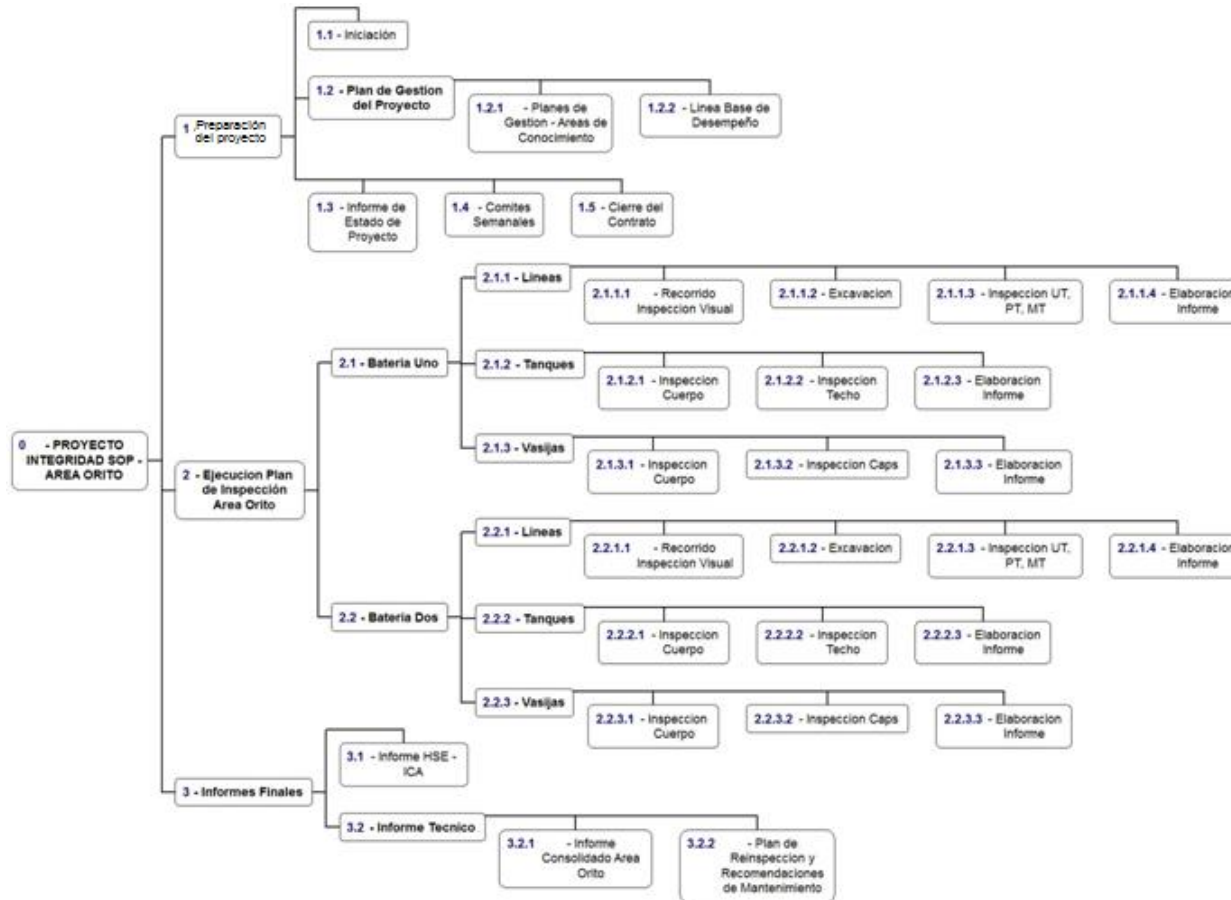 1.1 - Iniciación
1.2 - Plan de Gestion
del Proyecto
1.2.1 - Planes de
Gestion - Areas de
Conocimiento
1.2.2 - Linea Base de
Desempeño
1 Preparación
del proyecto
1.3 - Informe de
Estado de
Proyecto
1.4 - Comites
Semanales
1.5 - Cierre del
Contrato
2.1.1 - Lineas
2.1.1.1 - Recorrido
Inspeccion Visual
2.1.1.2 - Excavacion
2.1.1.3 - Inspeccion UT,
PT, MT
2.1.1.4 - Elaboracion
Informe
2.1 - Bateria Uno
2.1.2 - Tanques
2.1.2.1 - Inspeccion
Cuerpo
2.1.2.2 - Inspeccion
Techo
2.1.2.3 - Elaboracion
Informe
2.1.3 - Vasijas
2.1.3.1 - Inspeccion
Cuerpo
2.1.3.2 - Inspeccion Caps
2.1.3.3 - Elaboracion
Informe
0 - PROYECTO
INTEGRIDAD SOP -
AREA ORITO
2 - Ejecucion Plan
de Inspección
Area Orito
2.2.1 - Lineas
2.2.1.1 - Recorrido
Inspeccion Visual
2.2.1.2 - Excavacion
2.2.1.3 - Inspeccion UT,
PT, MT
2.2.1.4 - Elaboracion
Informe
2.2 - Bateria Dos
2.2.2 - Tanques
2.2.2.1 - Inspeccion
Cuerpo
2.2.2.2 - Inspeccion
Techo
2.2.2.3 - Elaboracion
Informe
2.2.3 - Vasijas
2.2.3.1 - Inspeccion
Cuerpo
2.2.3.2 - Inspeccion Caps
2.2.3.3 - Elaboracion
Informe
3 - Informes Finales
3.1 - Informe HSE -
ICA
3.2 - Informe Tecnico
3.2.1 - Informe
Consolidado Area
Orito
3.2.2 - Plan de
Reinspeccion y
Recomendaciones
de Mantenimiento